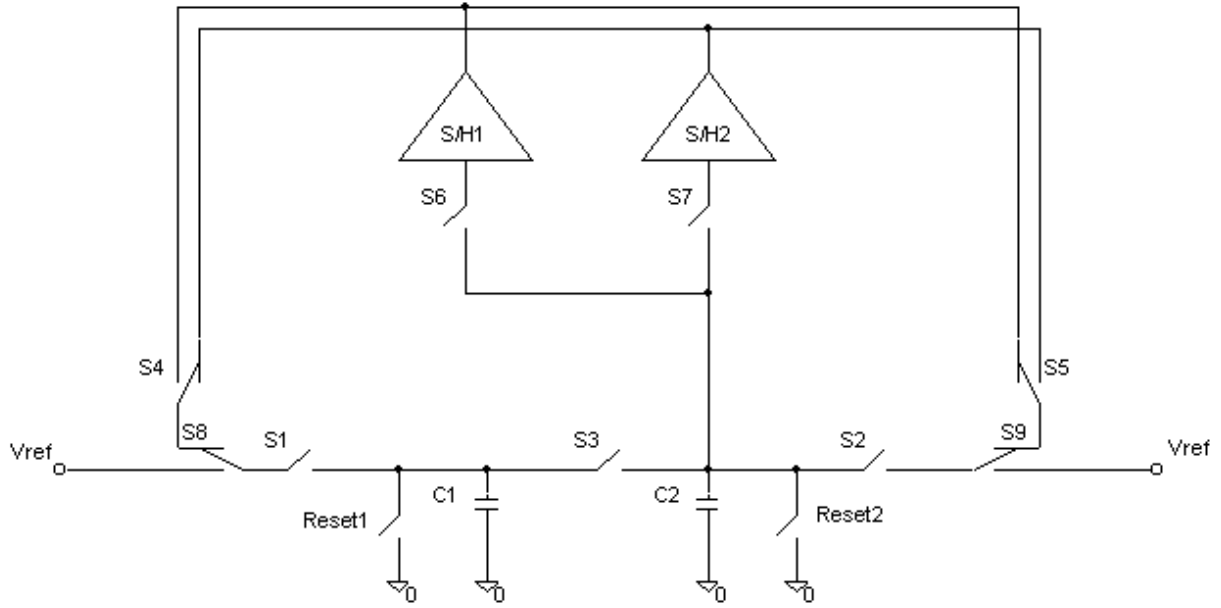 S/H1
S/H2
S6
S7
S4
S5
S8
S9
Vref
S1
S3
S2
Vref
C1
C2
Reset1
Reset2
0
0
0
0